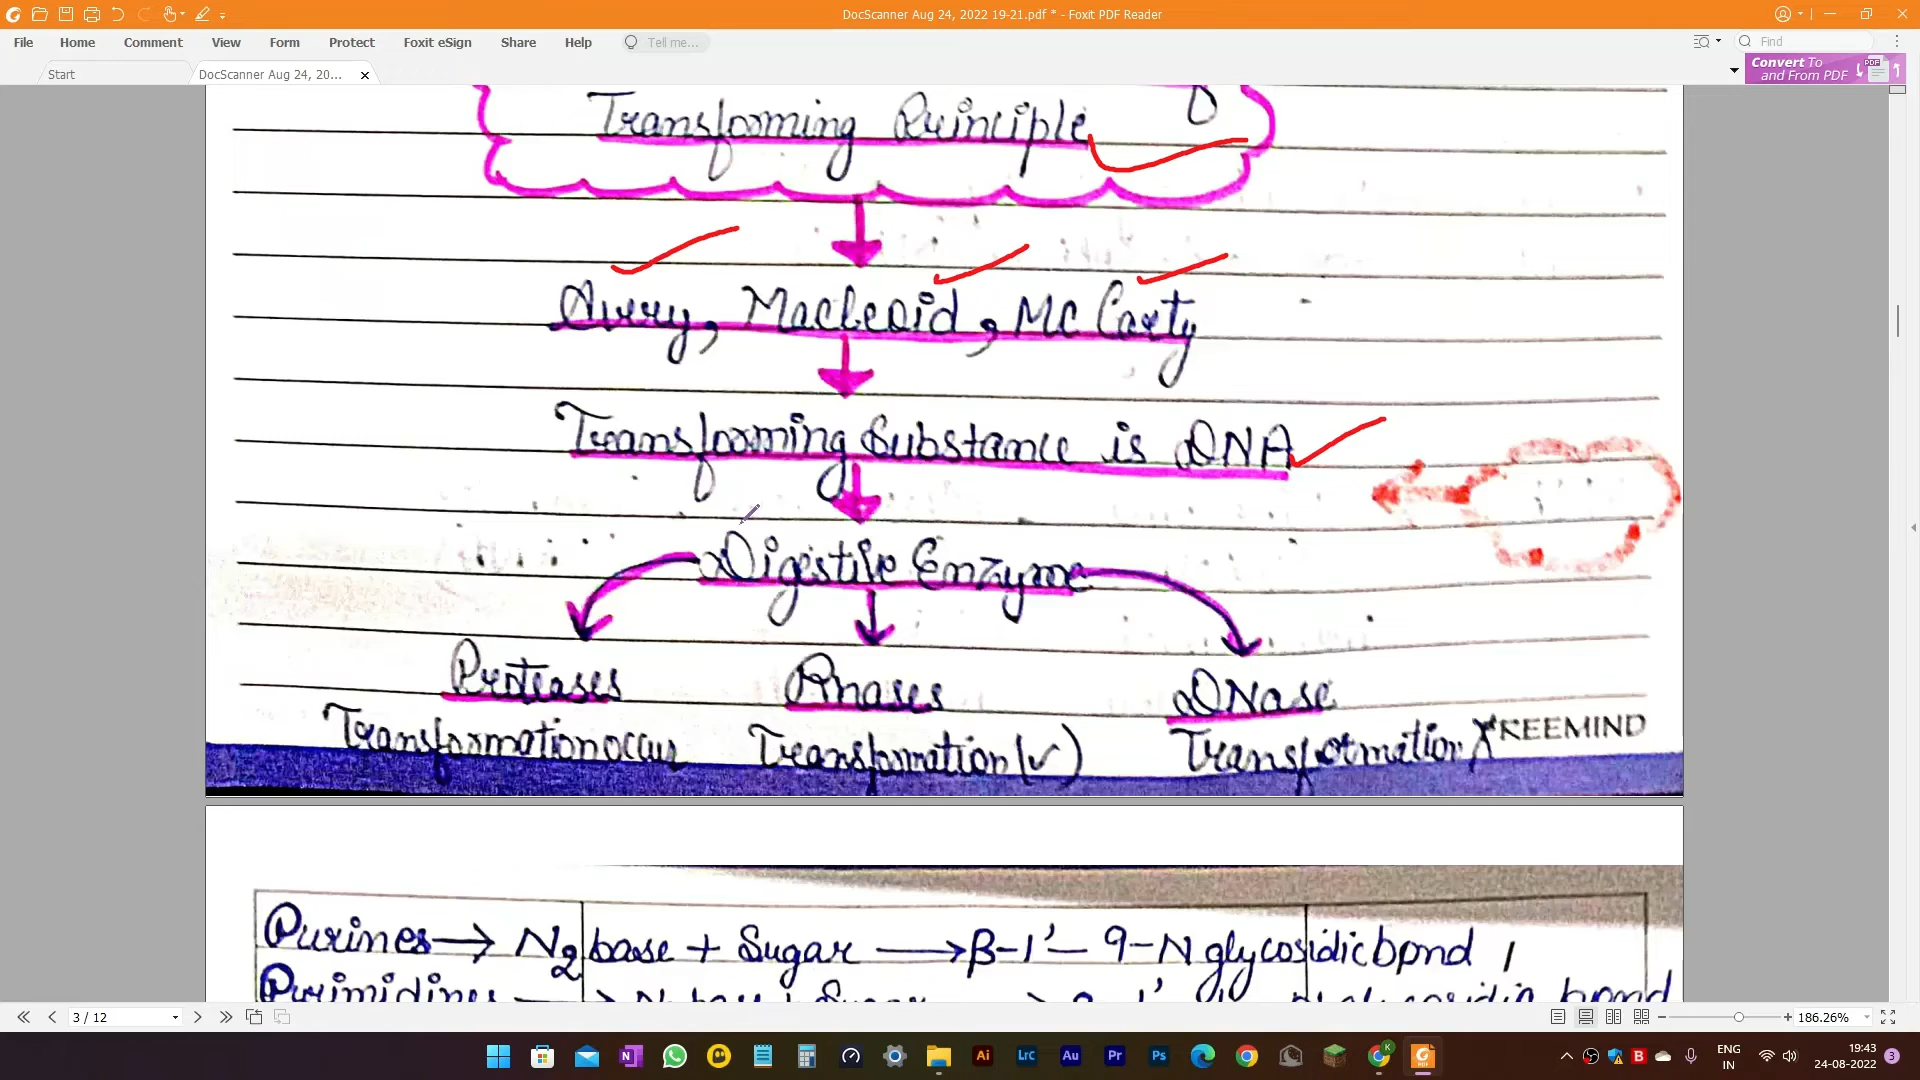 DocScanner Aug 24, 2022 19-21.pdf * - Foxit PDF Reader
File Home Comment View Form Protect Foxit eSign Share Help Tell me... Find
Start DocScanner Aug 24, 20... Convert To and From PDF
Transforming Principle
Avery, Macleoid, Mc Carty
Transforming Substance is DNA
Digestive Enzyme
Proteases Rnases DNase
Transformation occur Transformation (✓) Transformation X KEEMIND
Purines → N2 base + Sugar → β-1'- 9-N glycosidic bond
3 / 12 186.26%
ENG 19:43
IN 24-08-2022 3